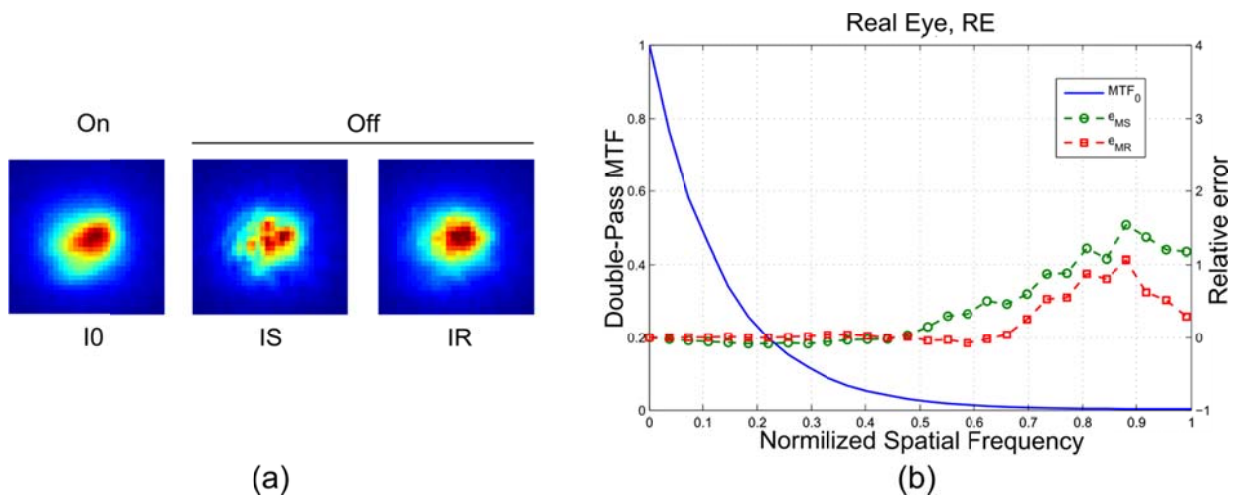 On
Off
I0
IS
IR
(a)
Real Eye, RE
Double-Pass MTF
1
0.8
0.6
0.4
0.2
0
MTF0
eMS
eMR
4
3
2
1
0
-1
Relative error
0 0.1 0.2 0.3 0.4 0.5 0.6 0.7 0.8 0.9 1
Normilized Spatial Frequency
(b)